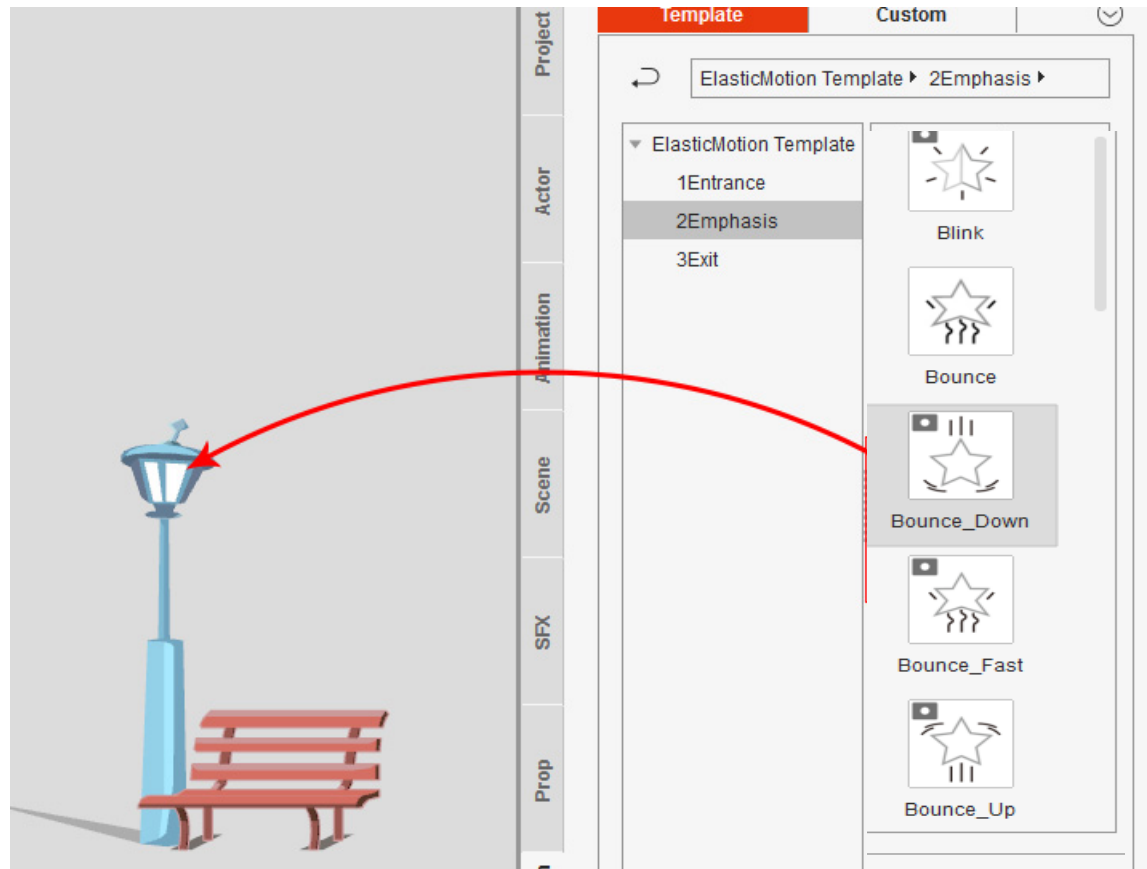 Template
Custom
ElasticMotion Template
2Emphasis
ElasticMotion Template
1Entrance
2Emphasis
3Exit
Blink
Bounce
Bounce_Down
Bounce_Fast
Bounce_Up
Project
Actor
Animation
Scene
SFX
Prop